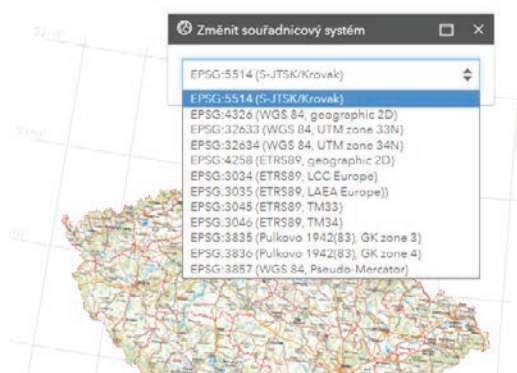 Změnit souřadnicový systém
EPSG:5514 (S-JTSK/Krovak)
EPSG:5514 (S-JTSK/Krovak)
EPSG:4326 (WGS 84, geographic 2D)
EPSG:32633 (WGS 84, UTM zone 33N)
EPSG:32634 (WGS 84, UTM zone 34N)
EPSG:4258 (ETRS89, geographic 2D)
EPSG:3034 (ETRS89, LCC Europe)
EPSG:3035 (ETRS89, LAEA Europe))
EPSG:3045 (ETRS89, TM33)
EPSG:3046 (ETRS89, TM34)
EPSG:3835 (Pulkovo 1942(83), GK zone 3)
EPSG:3836 (Pulkovo 1942(83), GK zone 4)
EPSG:3857 (WGS 84, Pseudo-Mercator)